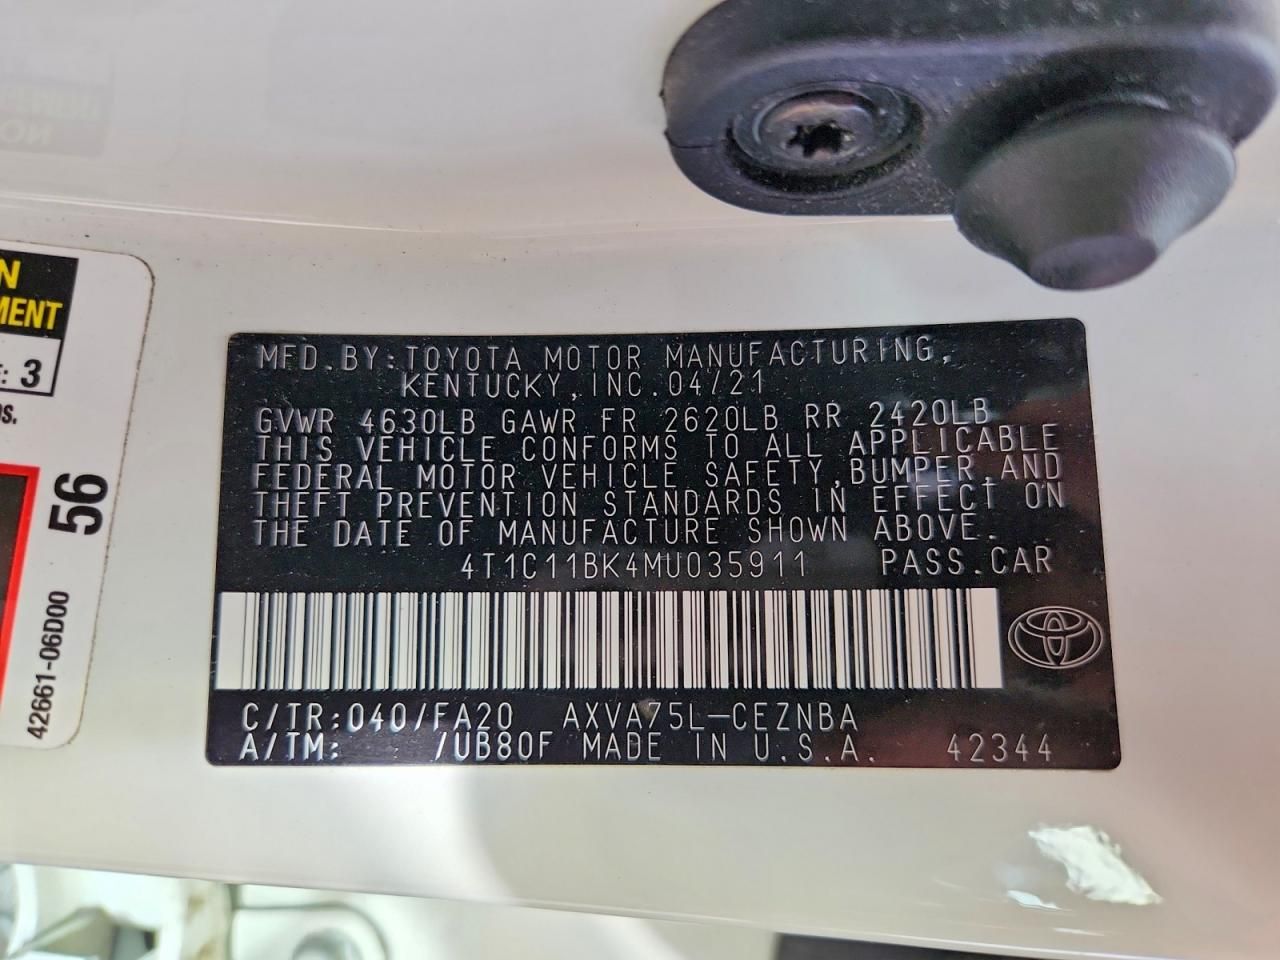 N
MENT
: 3
os.
56
42661-06D00
MFD.BY:TOYOTA MOTOR MANUFACTURING,
KENTUCKY,INC.04/21
GVWR 4630LB GAWR FR 2620LB RR 2420LB
THIS VEHICLE CONFORMS TO ALL APPLICABLE
FEDERAL MOTOR VEHICLE SAFETY,BUMPER,AND
THEFT PREVENTION STANDARDS IN EFFECT ON
THE DATE OF MANUFACTURE SHOWN ABOVE.
4T1C11BK4MU035911 PASS.CAR
C/TR:040/FA20 AXVA75L-CEZNBA
A/TM: /UB80F MADE IN U.S.A. 42344